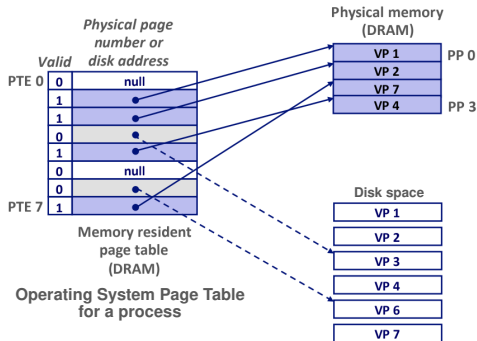 Physical page
number or
disk address
Valid
PTE 0
0
null
1
1
0
1
0
null
0
PTE 7
1
Memory resident
page table
(DRAM)
Operating System Page Table
for a process
Physical memory
(DRAM)
VP 1
PP 0
VP 2
VP 7
VP 4
PP 3
Disk space
VP 1
VP 2
VP 3
VP 4
VP 6
VP 7